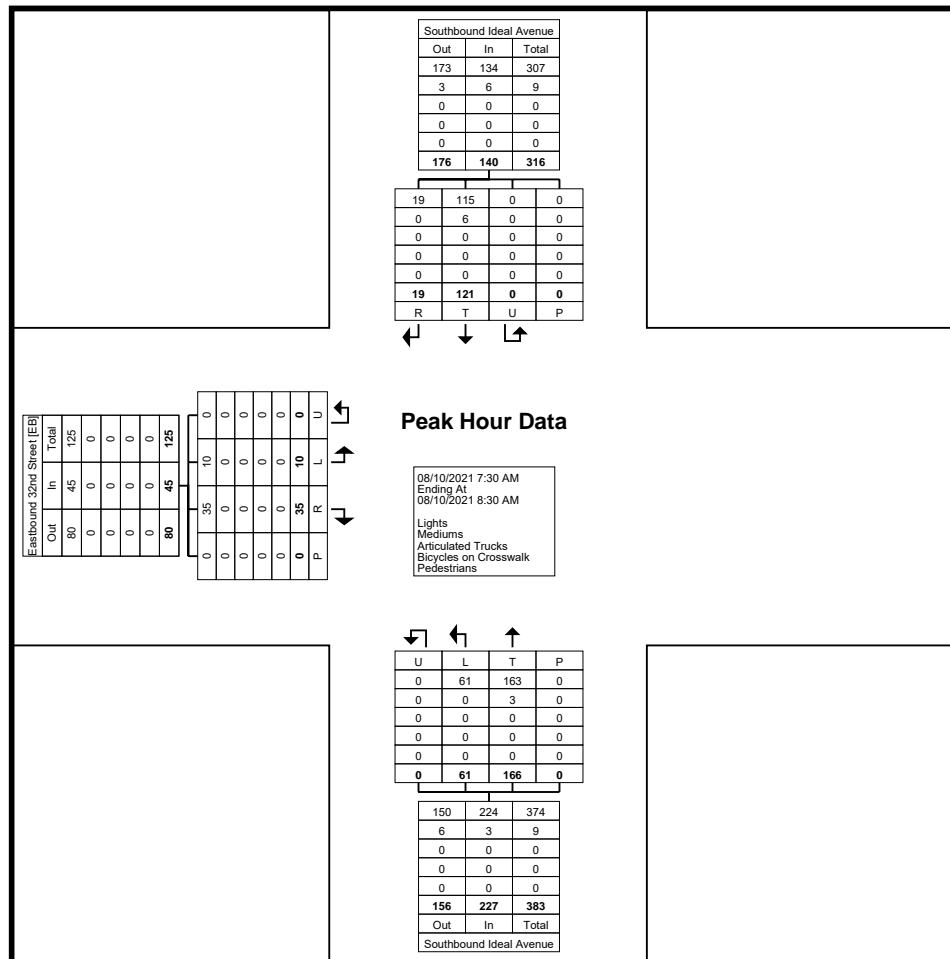 Southbound Ideal Avenue
Out In Total
173 134 307
3 6 9
0 0 0
0 0 0
0 0 0
176 140 316
19 115 0 0
0 6 0 0
0 0 0 0
0 0 0 0
0 0 0 0
19 121 0 0
R T U P
Eastbound 32nd Street [EB]
Out In Total
80 45 125
0 0 0
0 0 0
0 0 0
0 0 0
80 45 125
0 35 10 0
0 0 0 0
0 0 0 0
0 0 0 0
0 0 0 0
0 35 10 0
P R L U
Peak Hour Data
08/10/2021 7:30 AM
Ending At
08/10/2021 8:30 AM
Lights
Mediums
Articulated Trucks
Bicycles on Crosswalk
Pedestrians
U L T P
0 61 163 0
0 0 3 0
0 0 0 0
0 0 0 0
0 0 0 0
0 61 166 0
150 224 374
6 3 9
0 0 0
0 0 0
0 0 0
156 227 383
Out In Total
Southbound Ideal Avenue